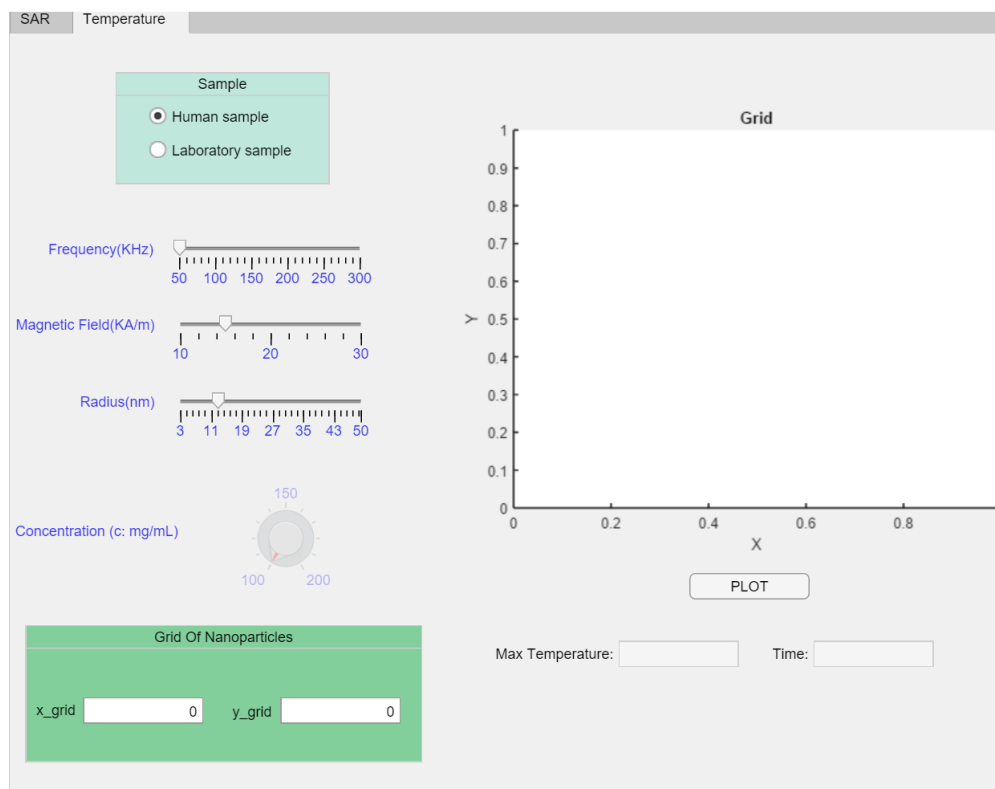 SAR Temperature
Sample
Human sample
Laboratory sample
Frequency(KHz)
50 100 150 200 250 300
Magnetic Field(KA/m)
10 20 30
Radius(nm)
3 11 19 27 35 43 50
Concentration (c: mg/mL)
150
100 200
Grid Of Nanoparticles
x_grid 0 y_grid 0
Grid
1
0.9
0.8
0.7
0.6
0.5
0.4
0.3
0.2
0.1
0
Y
0 0.2 0.4 0.6 0.8
X
PLOT
Max Temperature: Time: